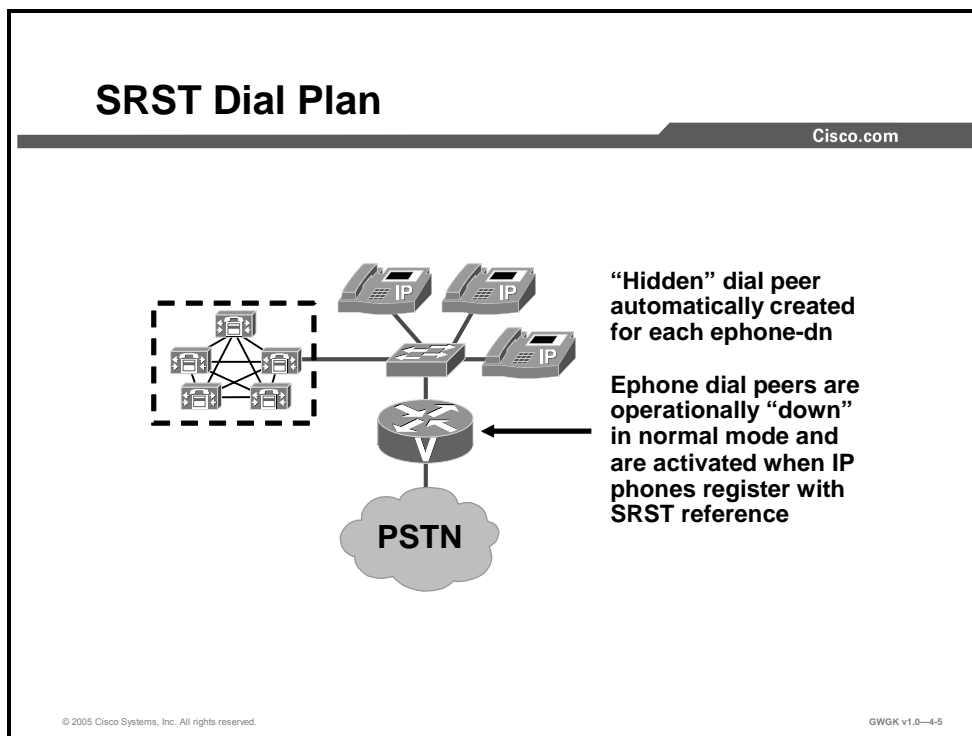 SRST Dial Plan
Cisco.com
IP
IP
IP
"Hidden" dial peer
automatically created
for each ephone-dn
Ephone dial peers are
operationally "down"
in normal mode and
are activated when IP
phones register with
SRST reference
V
PSTN
© 2005 Cisco Systems, Inc. All rights reserved.
GWGK v1.0—4-5